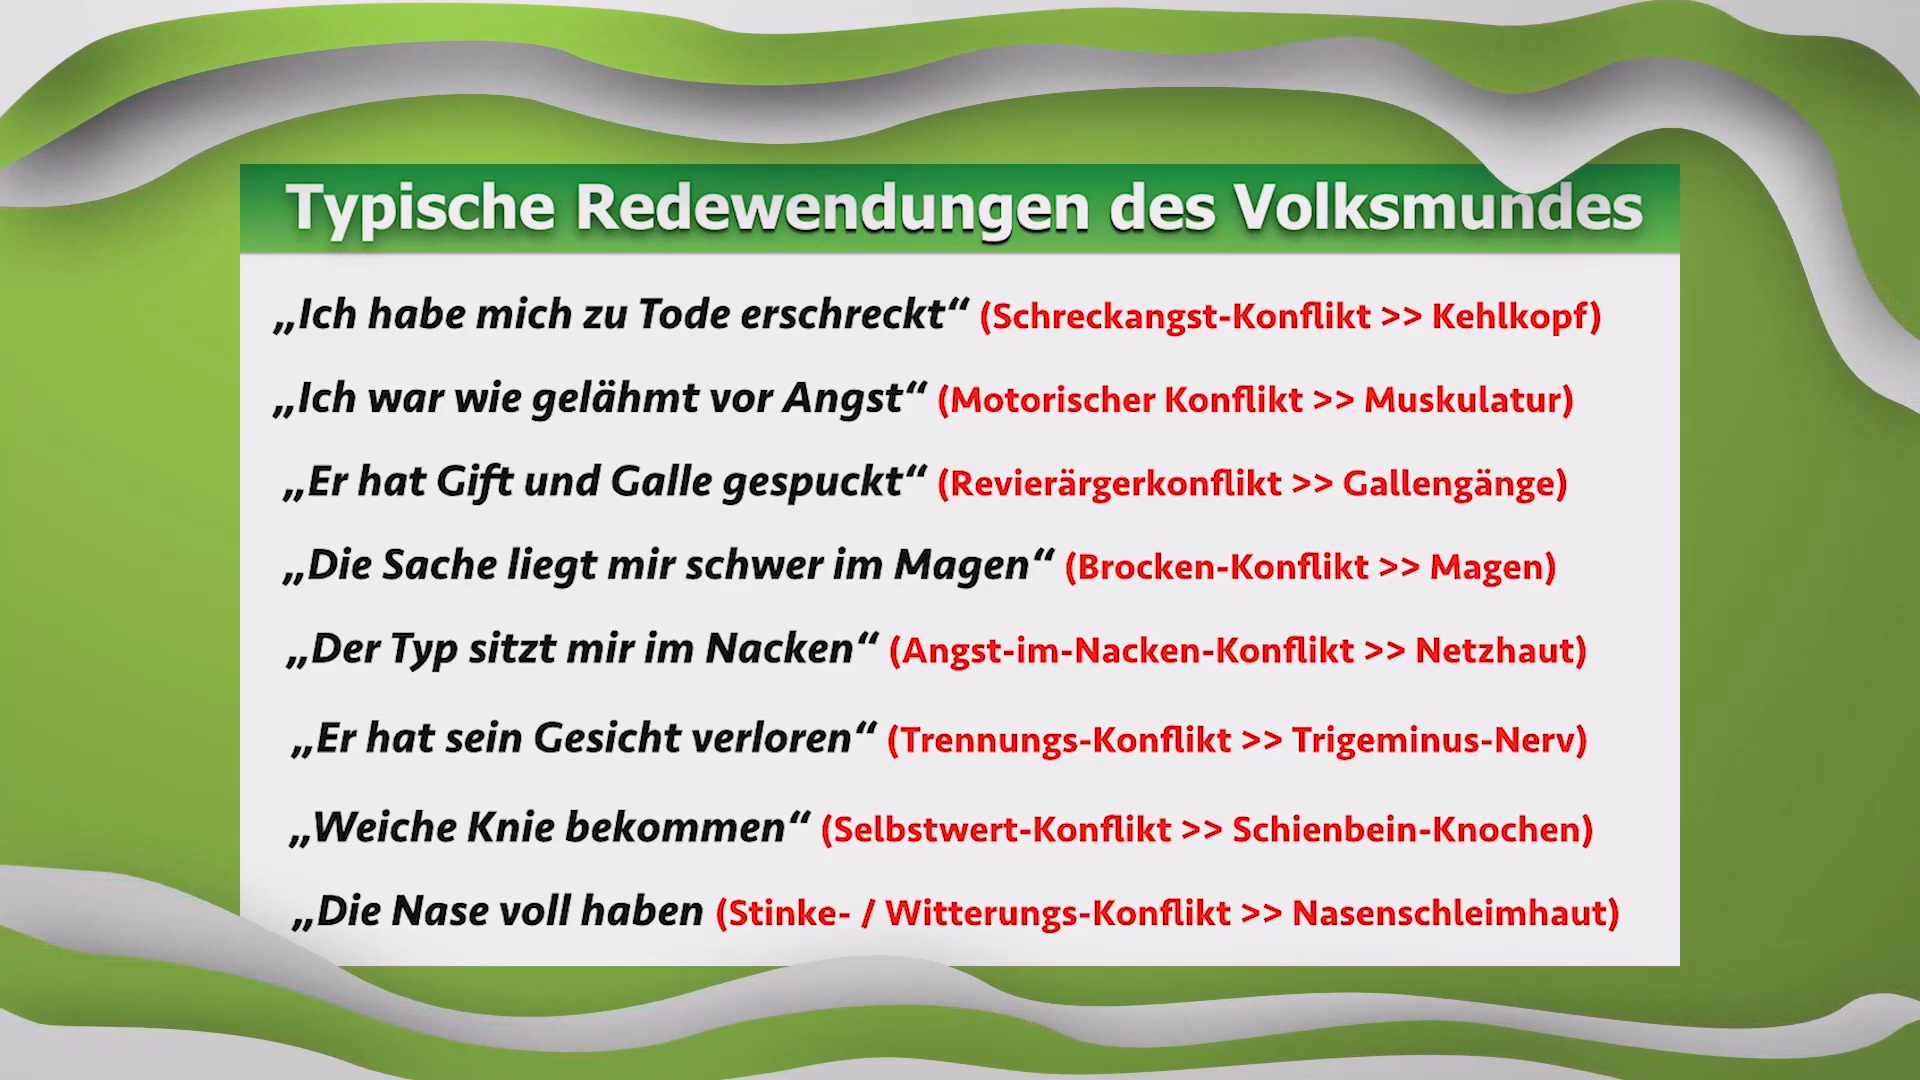 Typische Redewendungen des Volksmundes
„Ich habe mich zu Tode erschreckt“ (Schreckangst-Konflikt >> Kehlkopf)
„Ich war wie gelähmt vor Angst“ (Motorischer Konflikt >> Muskulatur)
„Er hat Gift und Galle gespuckt“ (Revierärgerkonflikt >> Gallengänge)
„Die Sache liegt mir schwer im Magen“ (Brocken-Konflikt >> Magen)
„Der Typ sitzt mir im Nacken“ (Angst-im-Nacken-Konflikt >> Netzhaut)
„Er hat sein Gesicht verloren“ (Trennungs-Konflikt >> Trigeminus-Nerv)
„Weiche Knie bekommen“ (Selbstwert-Konflikt >> Schienbein-Knochen)
„Die Nase voll haben (Stinke- / Witterungs-Konflikt >> Nasenschleimhaut)